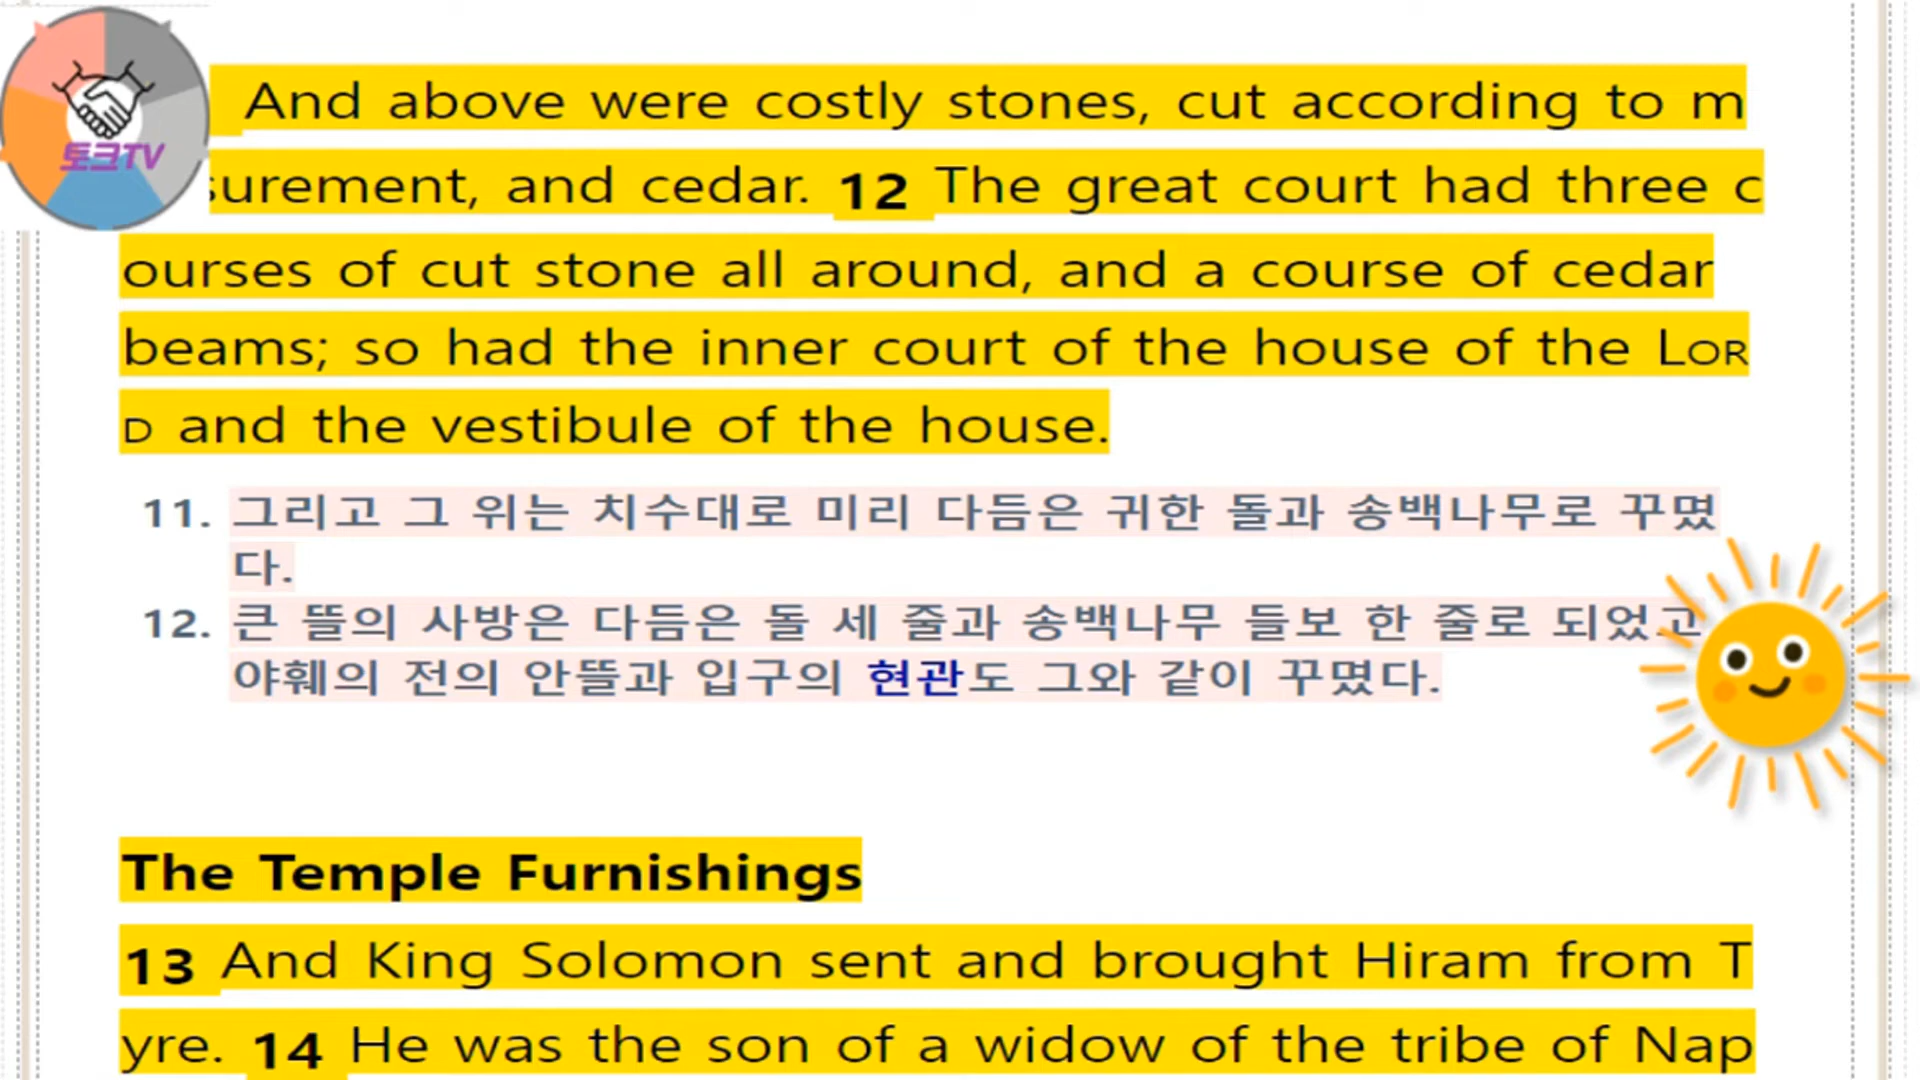 토크TV
And above were costly stones, cut according to m
surement, and cedar. 12 The great court had three c
ourses of cut stone all around, and a course of cedar
beams; so had the inner court of the house of the LOR
D and the vestibule of the house.
11. 그리고 그 위는 치수대로 미리 다듬은 귀한 돌과 송백나무로 꾸몄
다.
12. 큰 뜰의 사방은 다듬은 돌 세 줄과 송백나무 들보 한 줄로 되었고
야훼의 전의 안뜰과 입구의 현관도 그와 같이 꾸몄다.
The Temple Furnishings
13 And King Solomon sent and brought Hiram from T
yre. 14 He was the son of a widow of the tribe of Nap